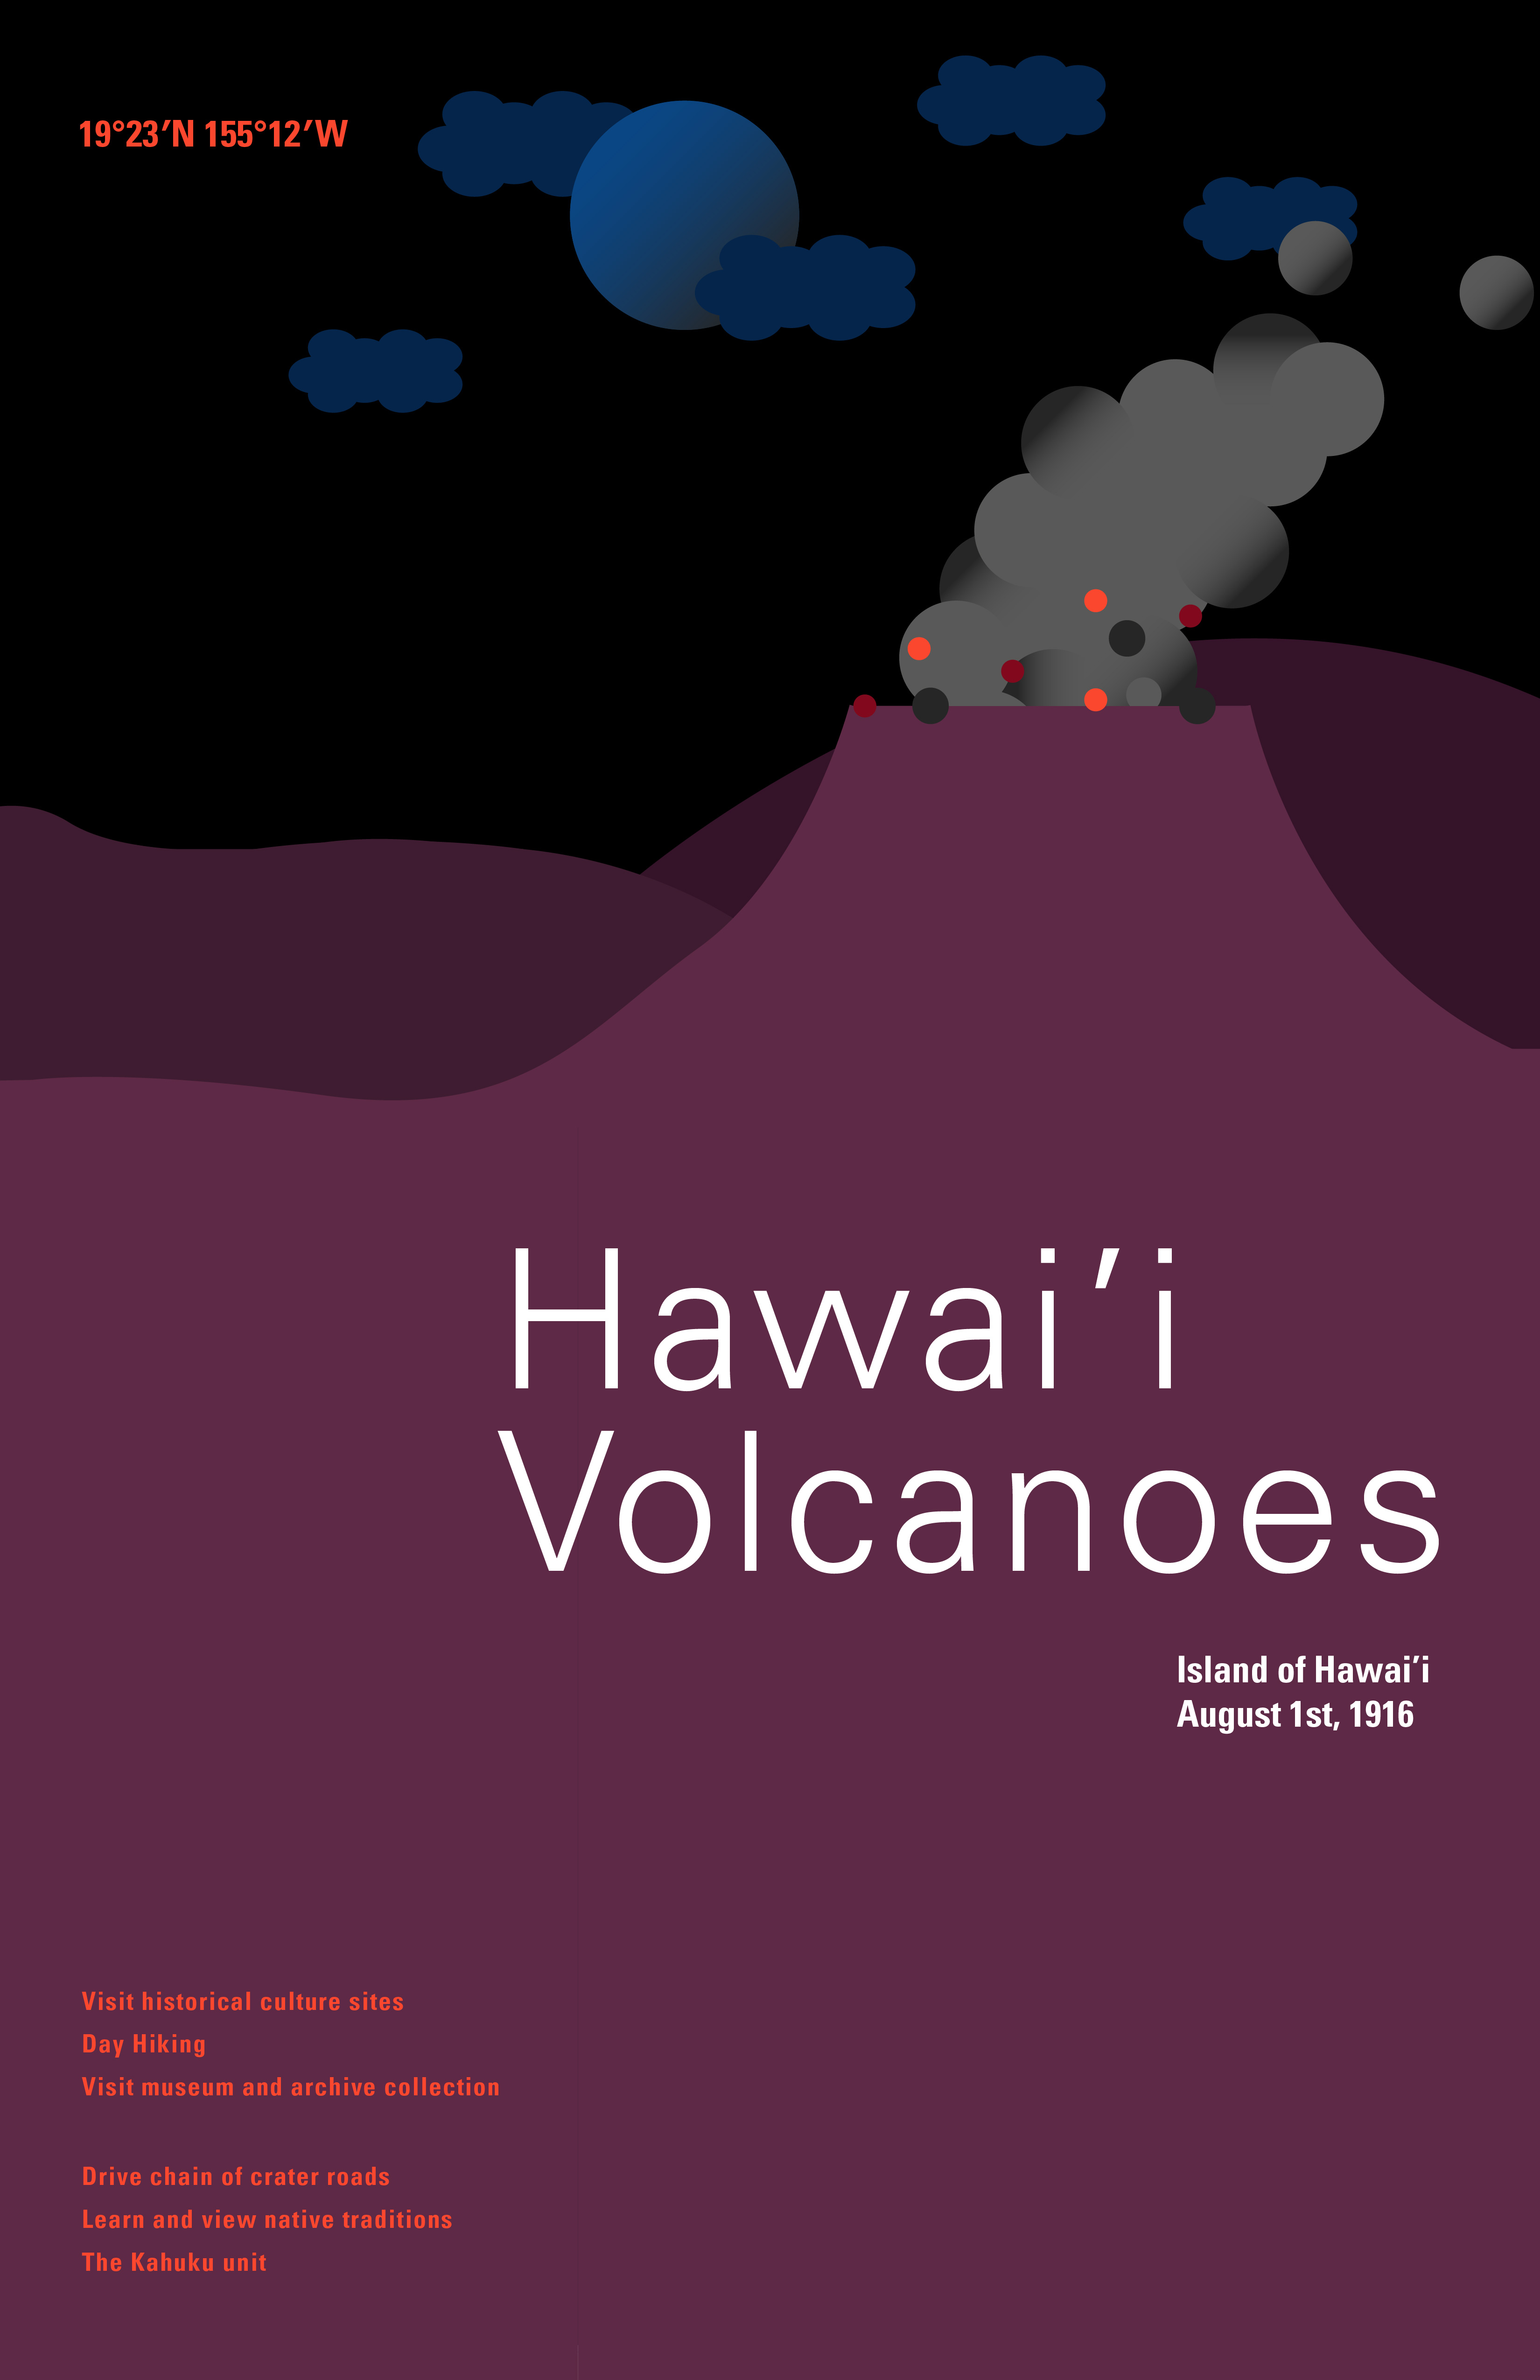 19°23′N 155°12′W
Hawai′i
Volcanoes
Island of Hawai′i
August 1st, 1916
Visit historical culture sites
Day Hiking
Visit museum and archive collection
Drive chain of crater roads
Learn and view native traditions
The Kahuku unit